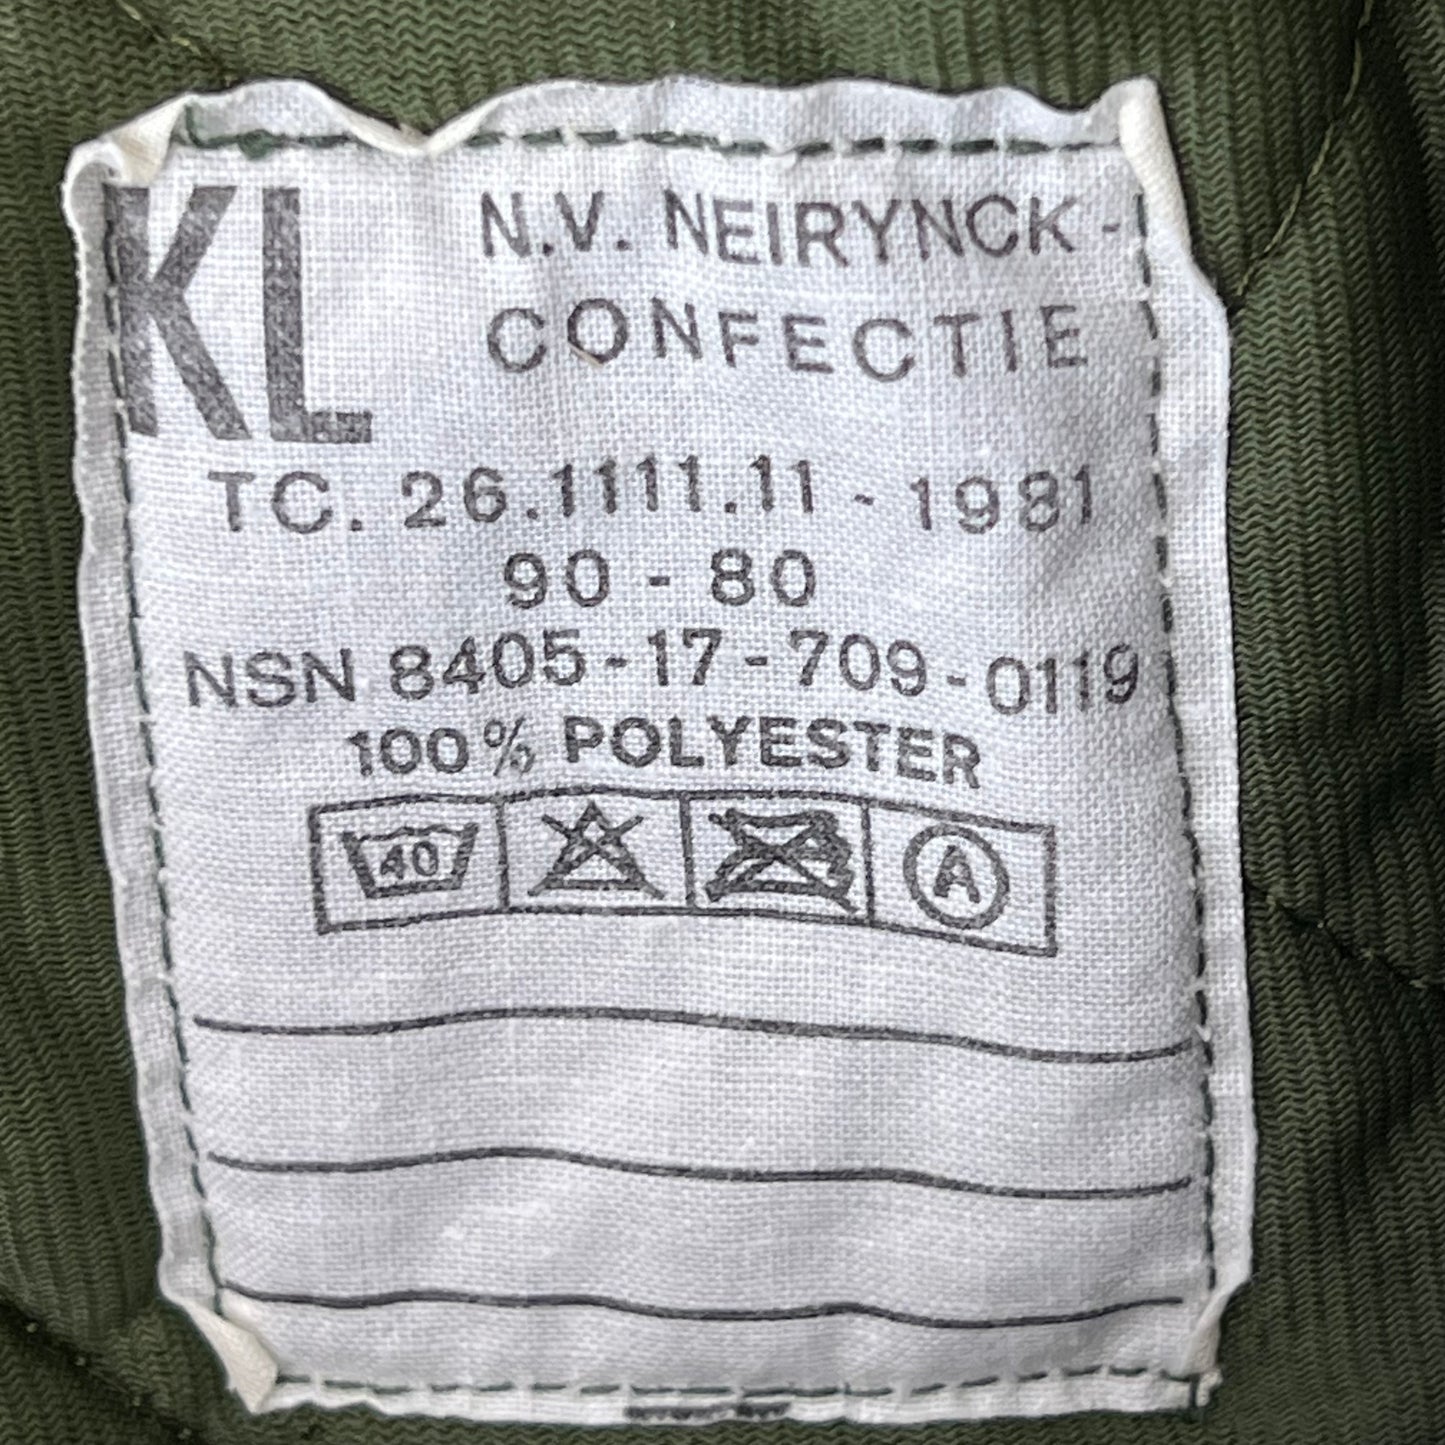 KL
N.V. NEIRYNCK-
CONFECTIE
TC. 26.1111.11 - 1981
90 - 80
NSN 8405-17-709-0119
100% POLYESTER
40
A